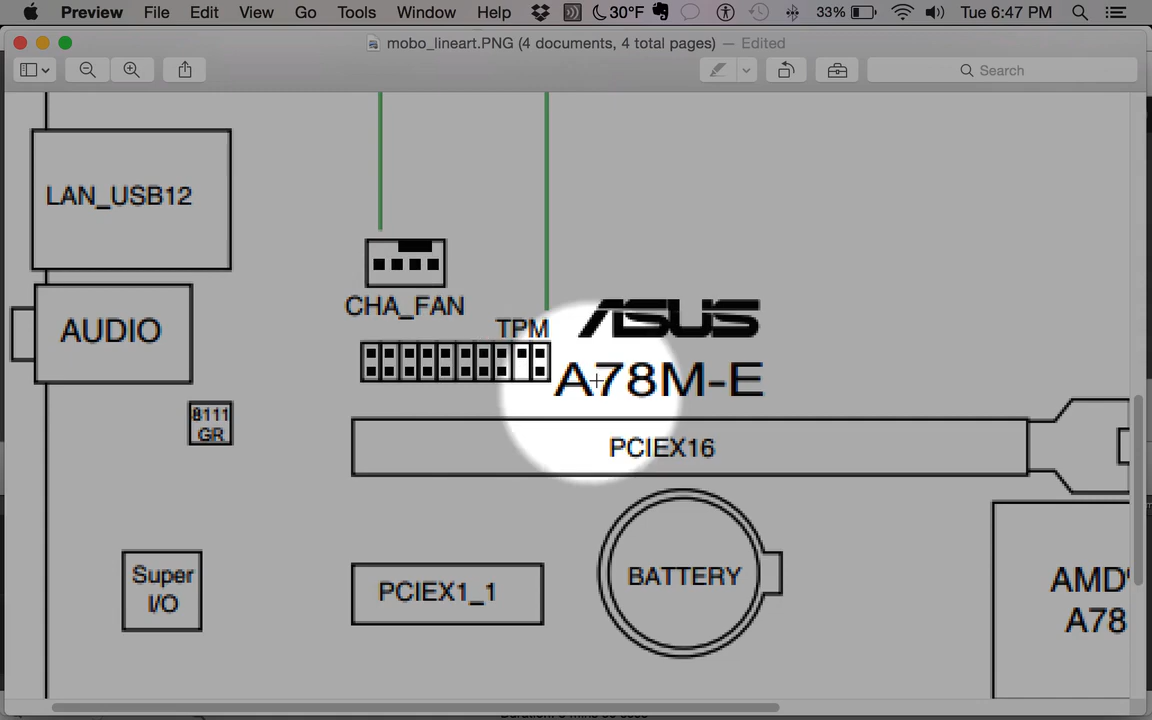 Preview File Edit View Go Tools Window Help 30°F 33% Tue 6:47 PM
mobo_lineart.PNG (4 documents, 4 total pages) — Edited
Search
LAN_USB12
CHA_FAN
AUDIO
TPM
ASUS
A78M-E
8111
GR
PCIEX16
Super
I/O
PCIEX1_1
BATTERY
AMD
A78